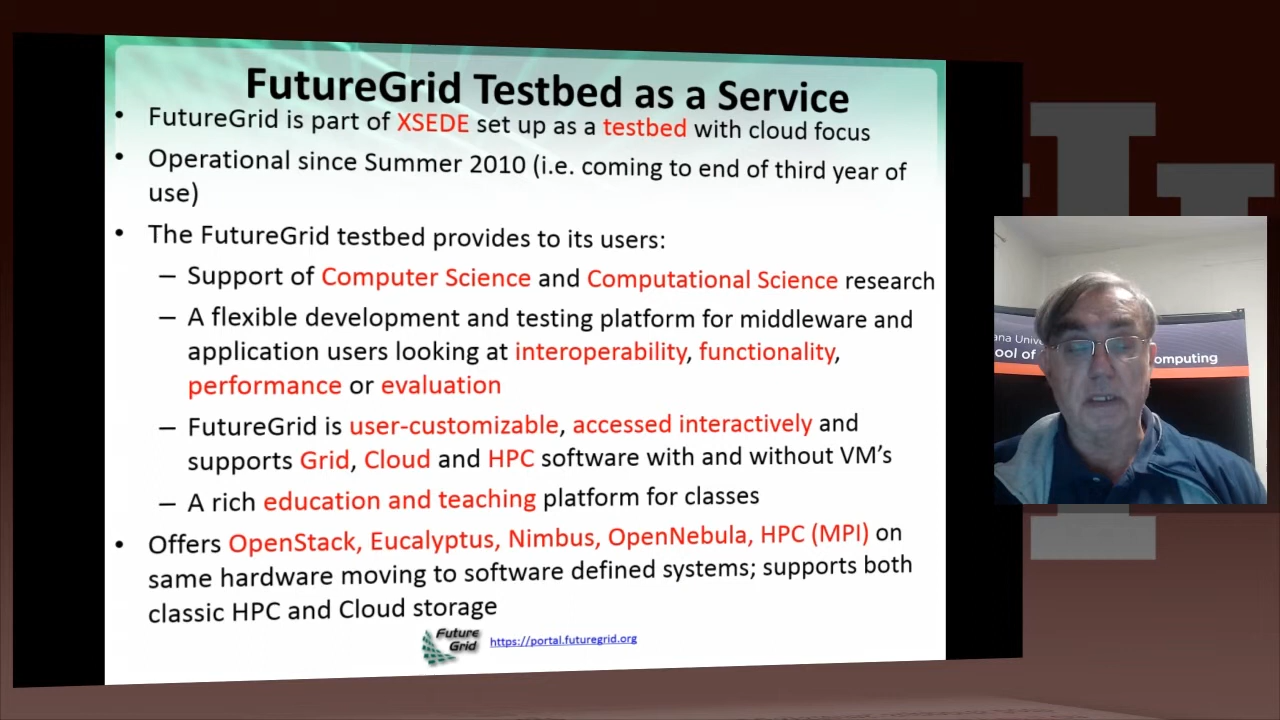 FutureGrid Testbed as a Service
• FutureGrid is part of XSEDE set up as a testbed with cloud focus
• Operational since Summer 2010 (i.e. coming to end of third year of
use)
• The FutureGrid testbed provides to its users:
– Support of Computer Science and Computational Science research
– A flexible development and testing platform for middleware and
application users looking at interoperability, functionality,
performance or evaluation
– FutureGrid is user-customizable, accessed interactively and
supports Grid, Cloud and HPC software with and without VM's
– A rich education and teaching platform for classes
• Offers OpenStack, Eucalyptus, Nimbus, OpenNebula, HPC (MPI) on
same hardware moving to software defined systems; supports both
classic HPC and Cloud storage
Future
Grid
https://portal.futuregrid.org
ana Unive
ool of
omputing